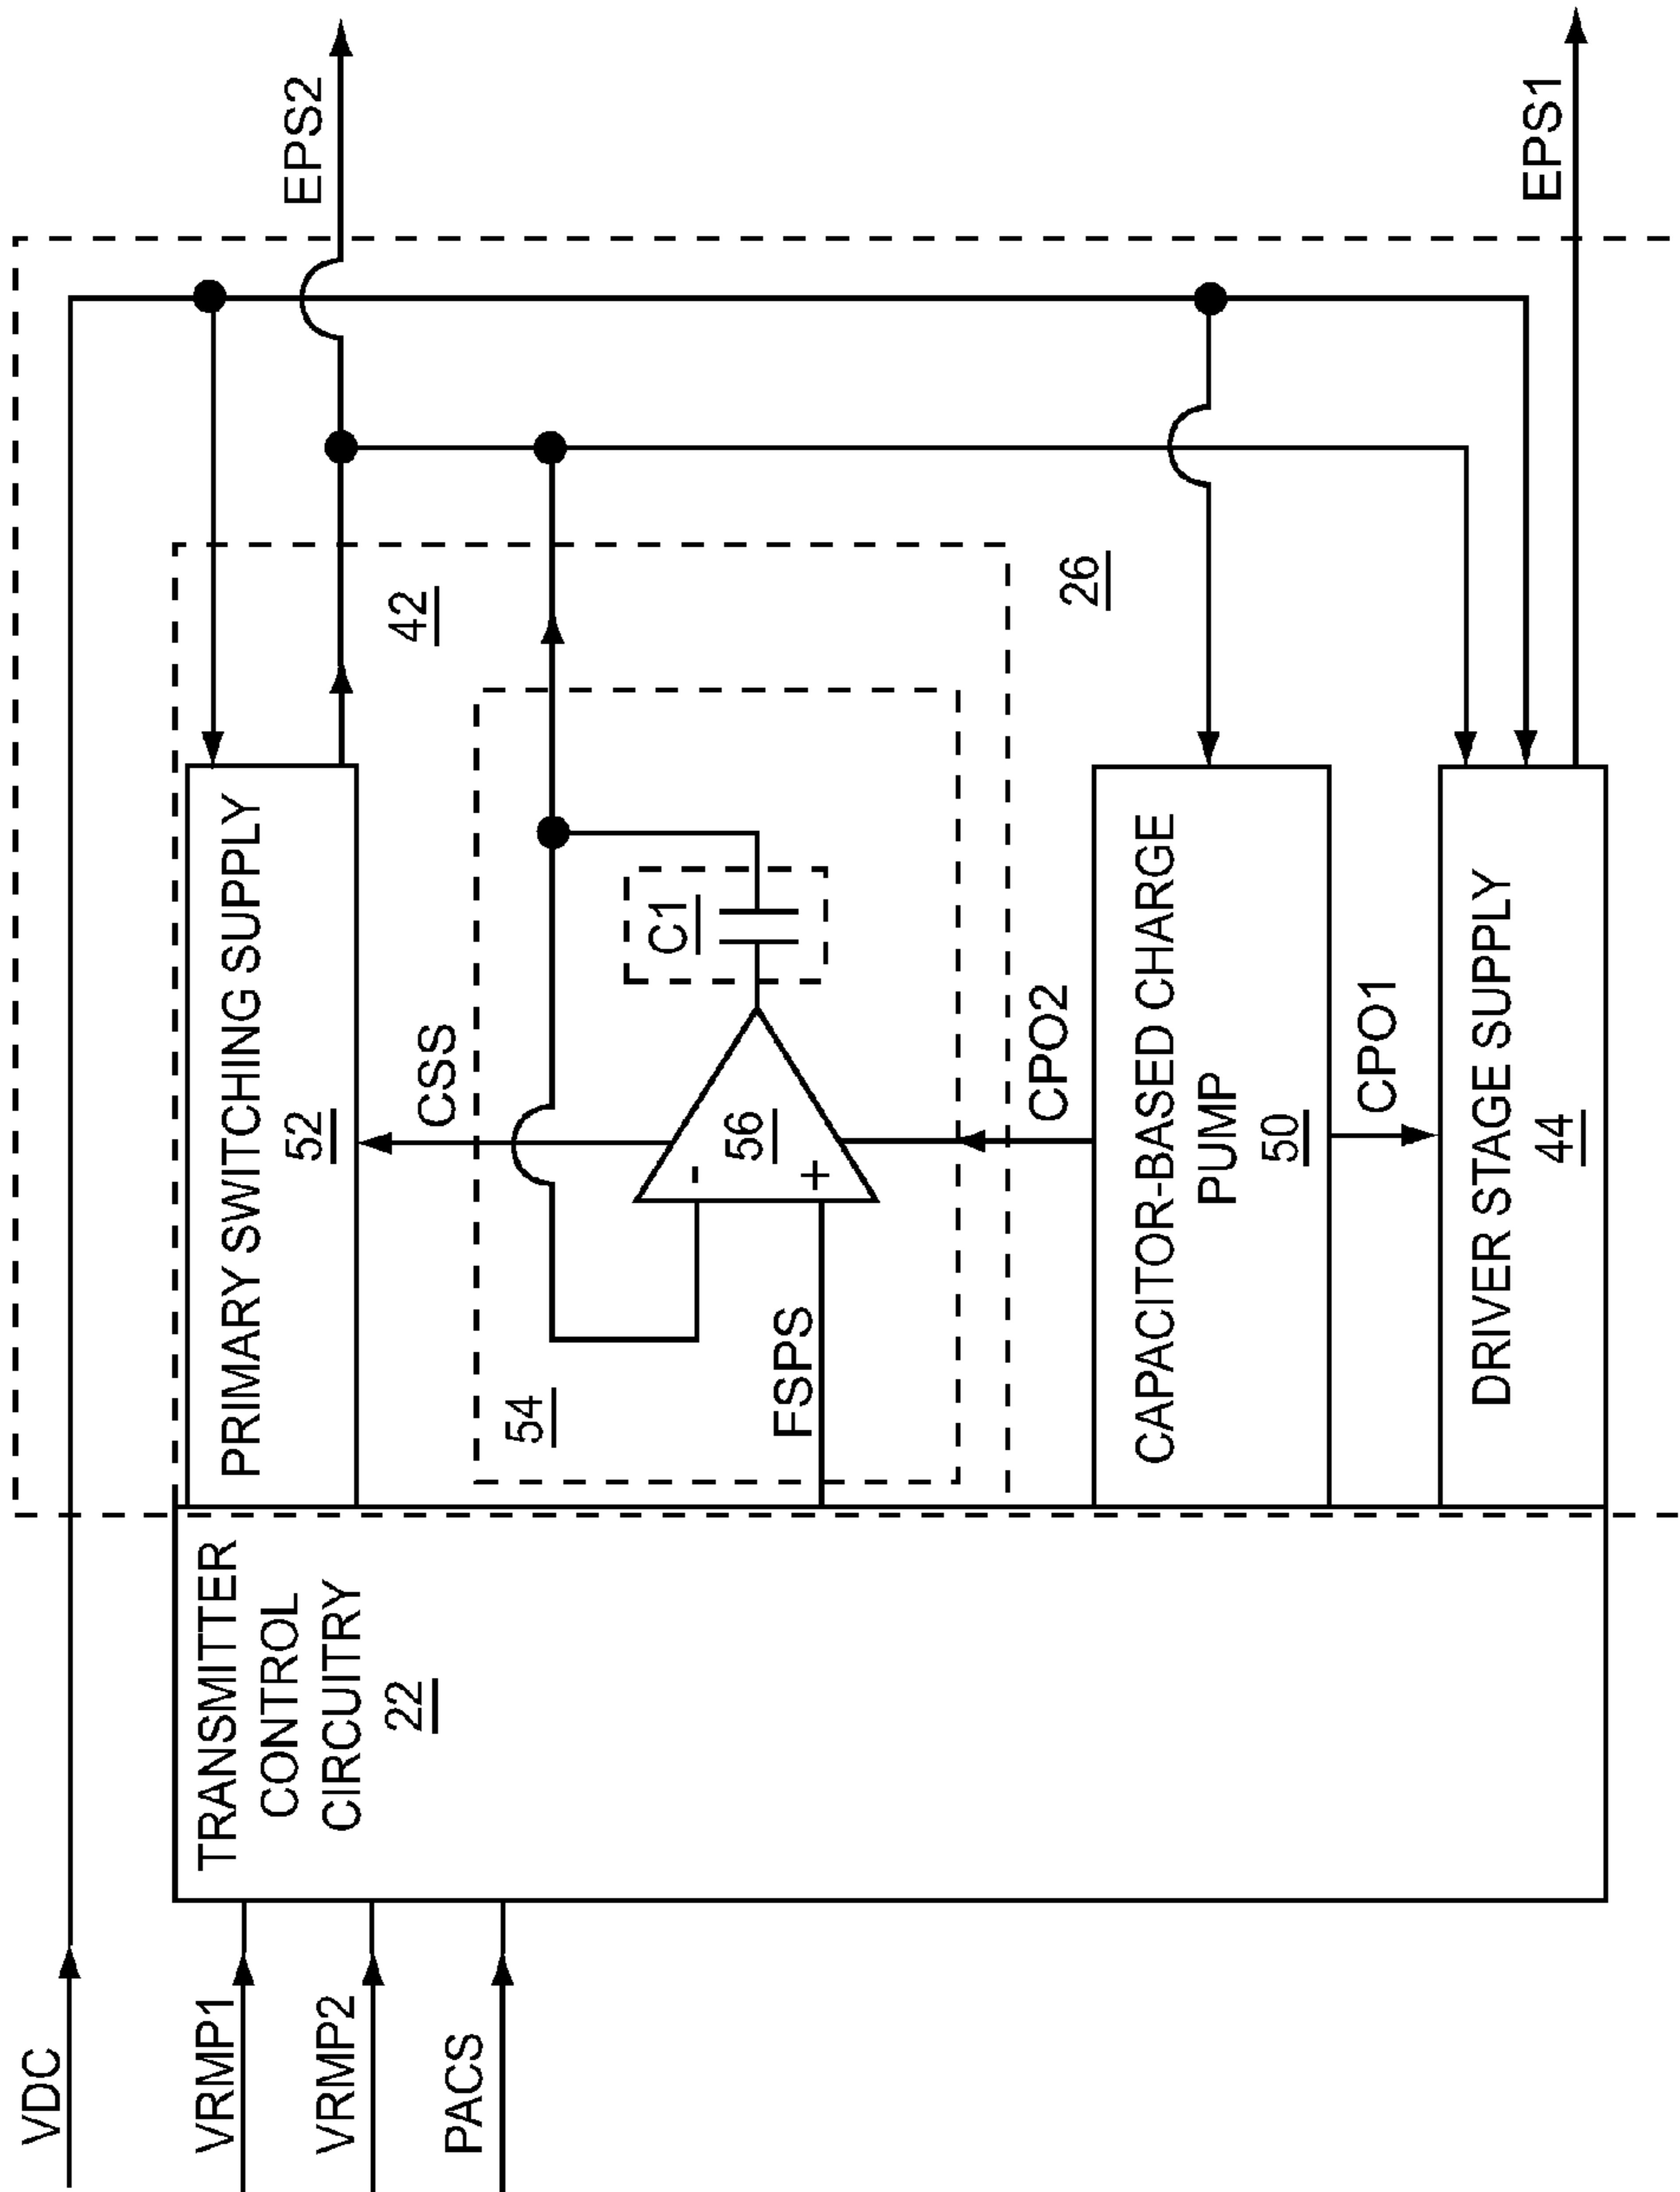 VDC
VRMP1
VRMP2
PACS
TRANSMITTER
CONTROL
CIRCUITRY
22
PRIMARY SWITCHING SUPPLY
52
42
EPS2
CSS
54
56
-
+
C1
FSPS
CPO2
26
CAPACITOR-BASED CHARGE
PUMP
50
CPO1
DRIVER STAGE SUPPLY
44
EPS1